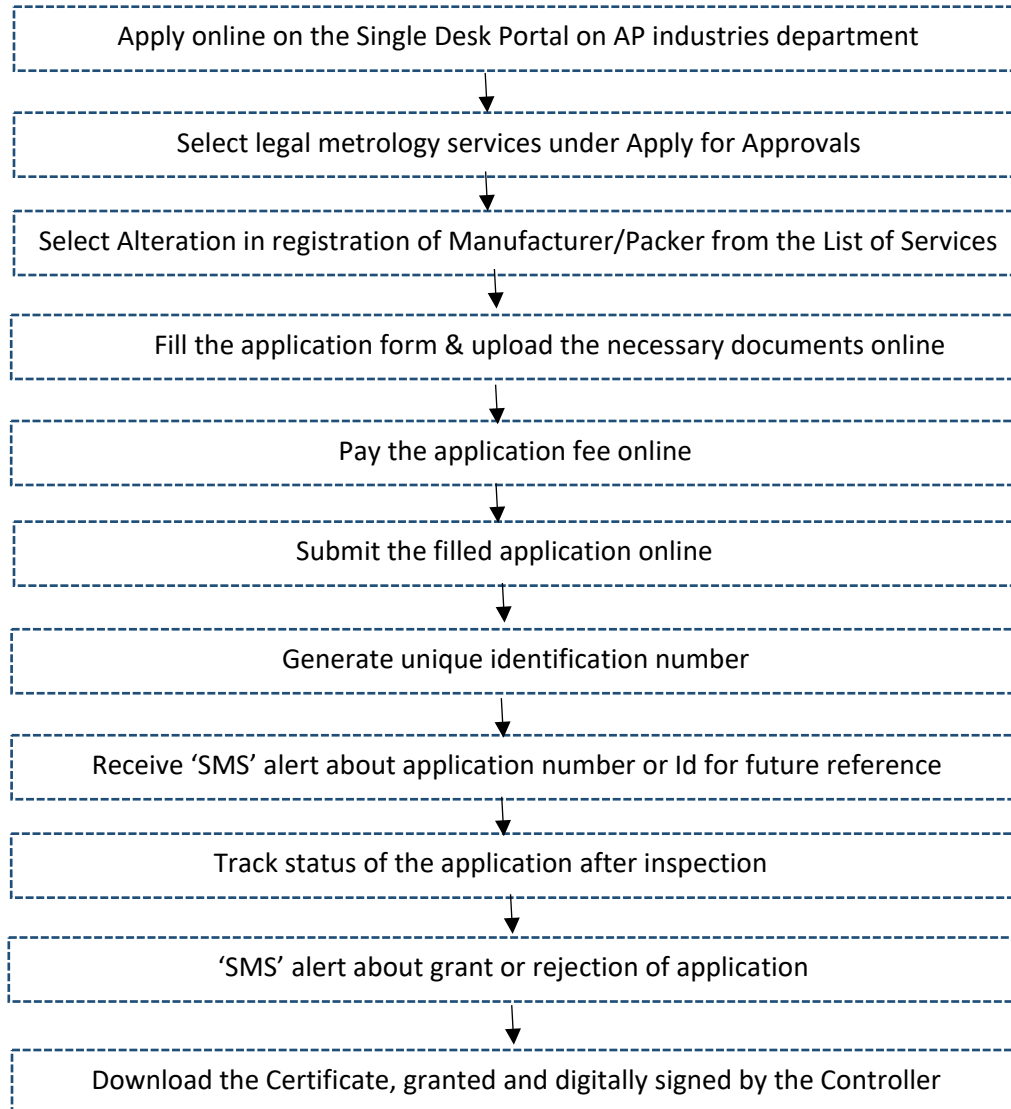 Apply online on the Single Desk Portal on AP industries department
Select legal metrology services under Apply for Approvals
Select Alteration in registration of Manufacturer/Packer from the List of Services
Fill the application form & upload the necessary documents online
Pay the application fee online
Submit the filled application online
Generate unique identification number
Receive ‘SMS’ alert about application number or Id for future reference
Track status of the application after inspection
‘SMS’ alert about grant or rejection of application
Download the Certificate, granted and digitally signed by the Controller